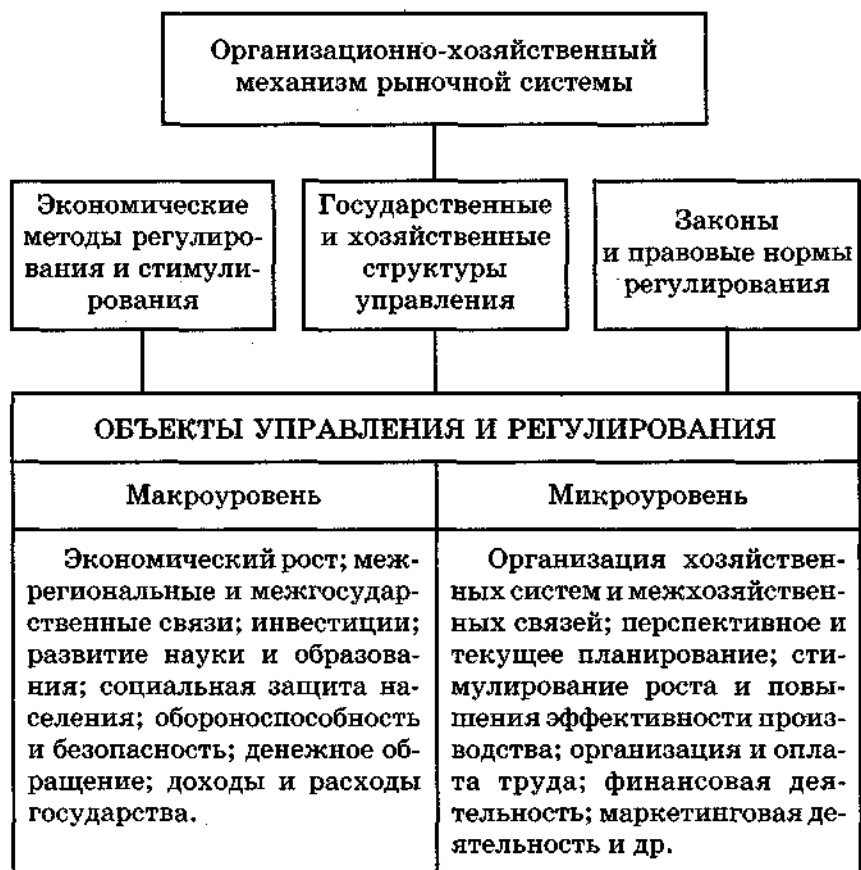 Организационно-хозяйственный
механизм рыночной системы
Экономические
методы регулиро-
вания и стимули-
рования
Государственные
и хозяйственные
структуры
управления
Законы
и правовые нормы
регулирования
ОБЪЕКТЫ УПРАВЛЕНИЯ И РЕГУЛИРОВАНИЯ
Макроуровень
Экономический рост; меж-
региональные и межгосудар-
ственные связи; инвестиции;
развитие науки и образова-
ния; социальная защита на-
селения; обороноспособность
и безопасность; денежное об-
ращение; доходы и расходы
государства.
Микроуровень
Организация хозяйствен-
ных систем и межхозяйствен-
ных связей; перспективное и
текущее планирование; сти-
мулирование роста и повы-
шения эффективности произ-
водства; организация и опла-
та труда; финансовая дея-
тельность; маркетинговая де-
ятельность и др.